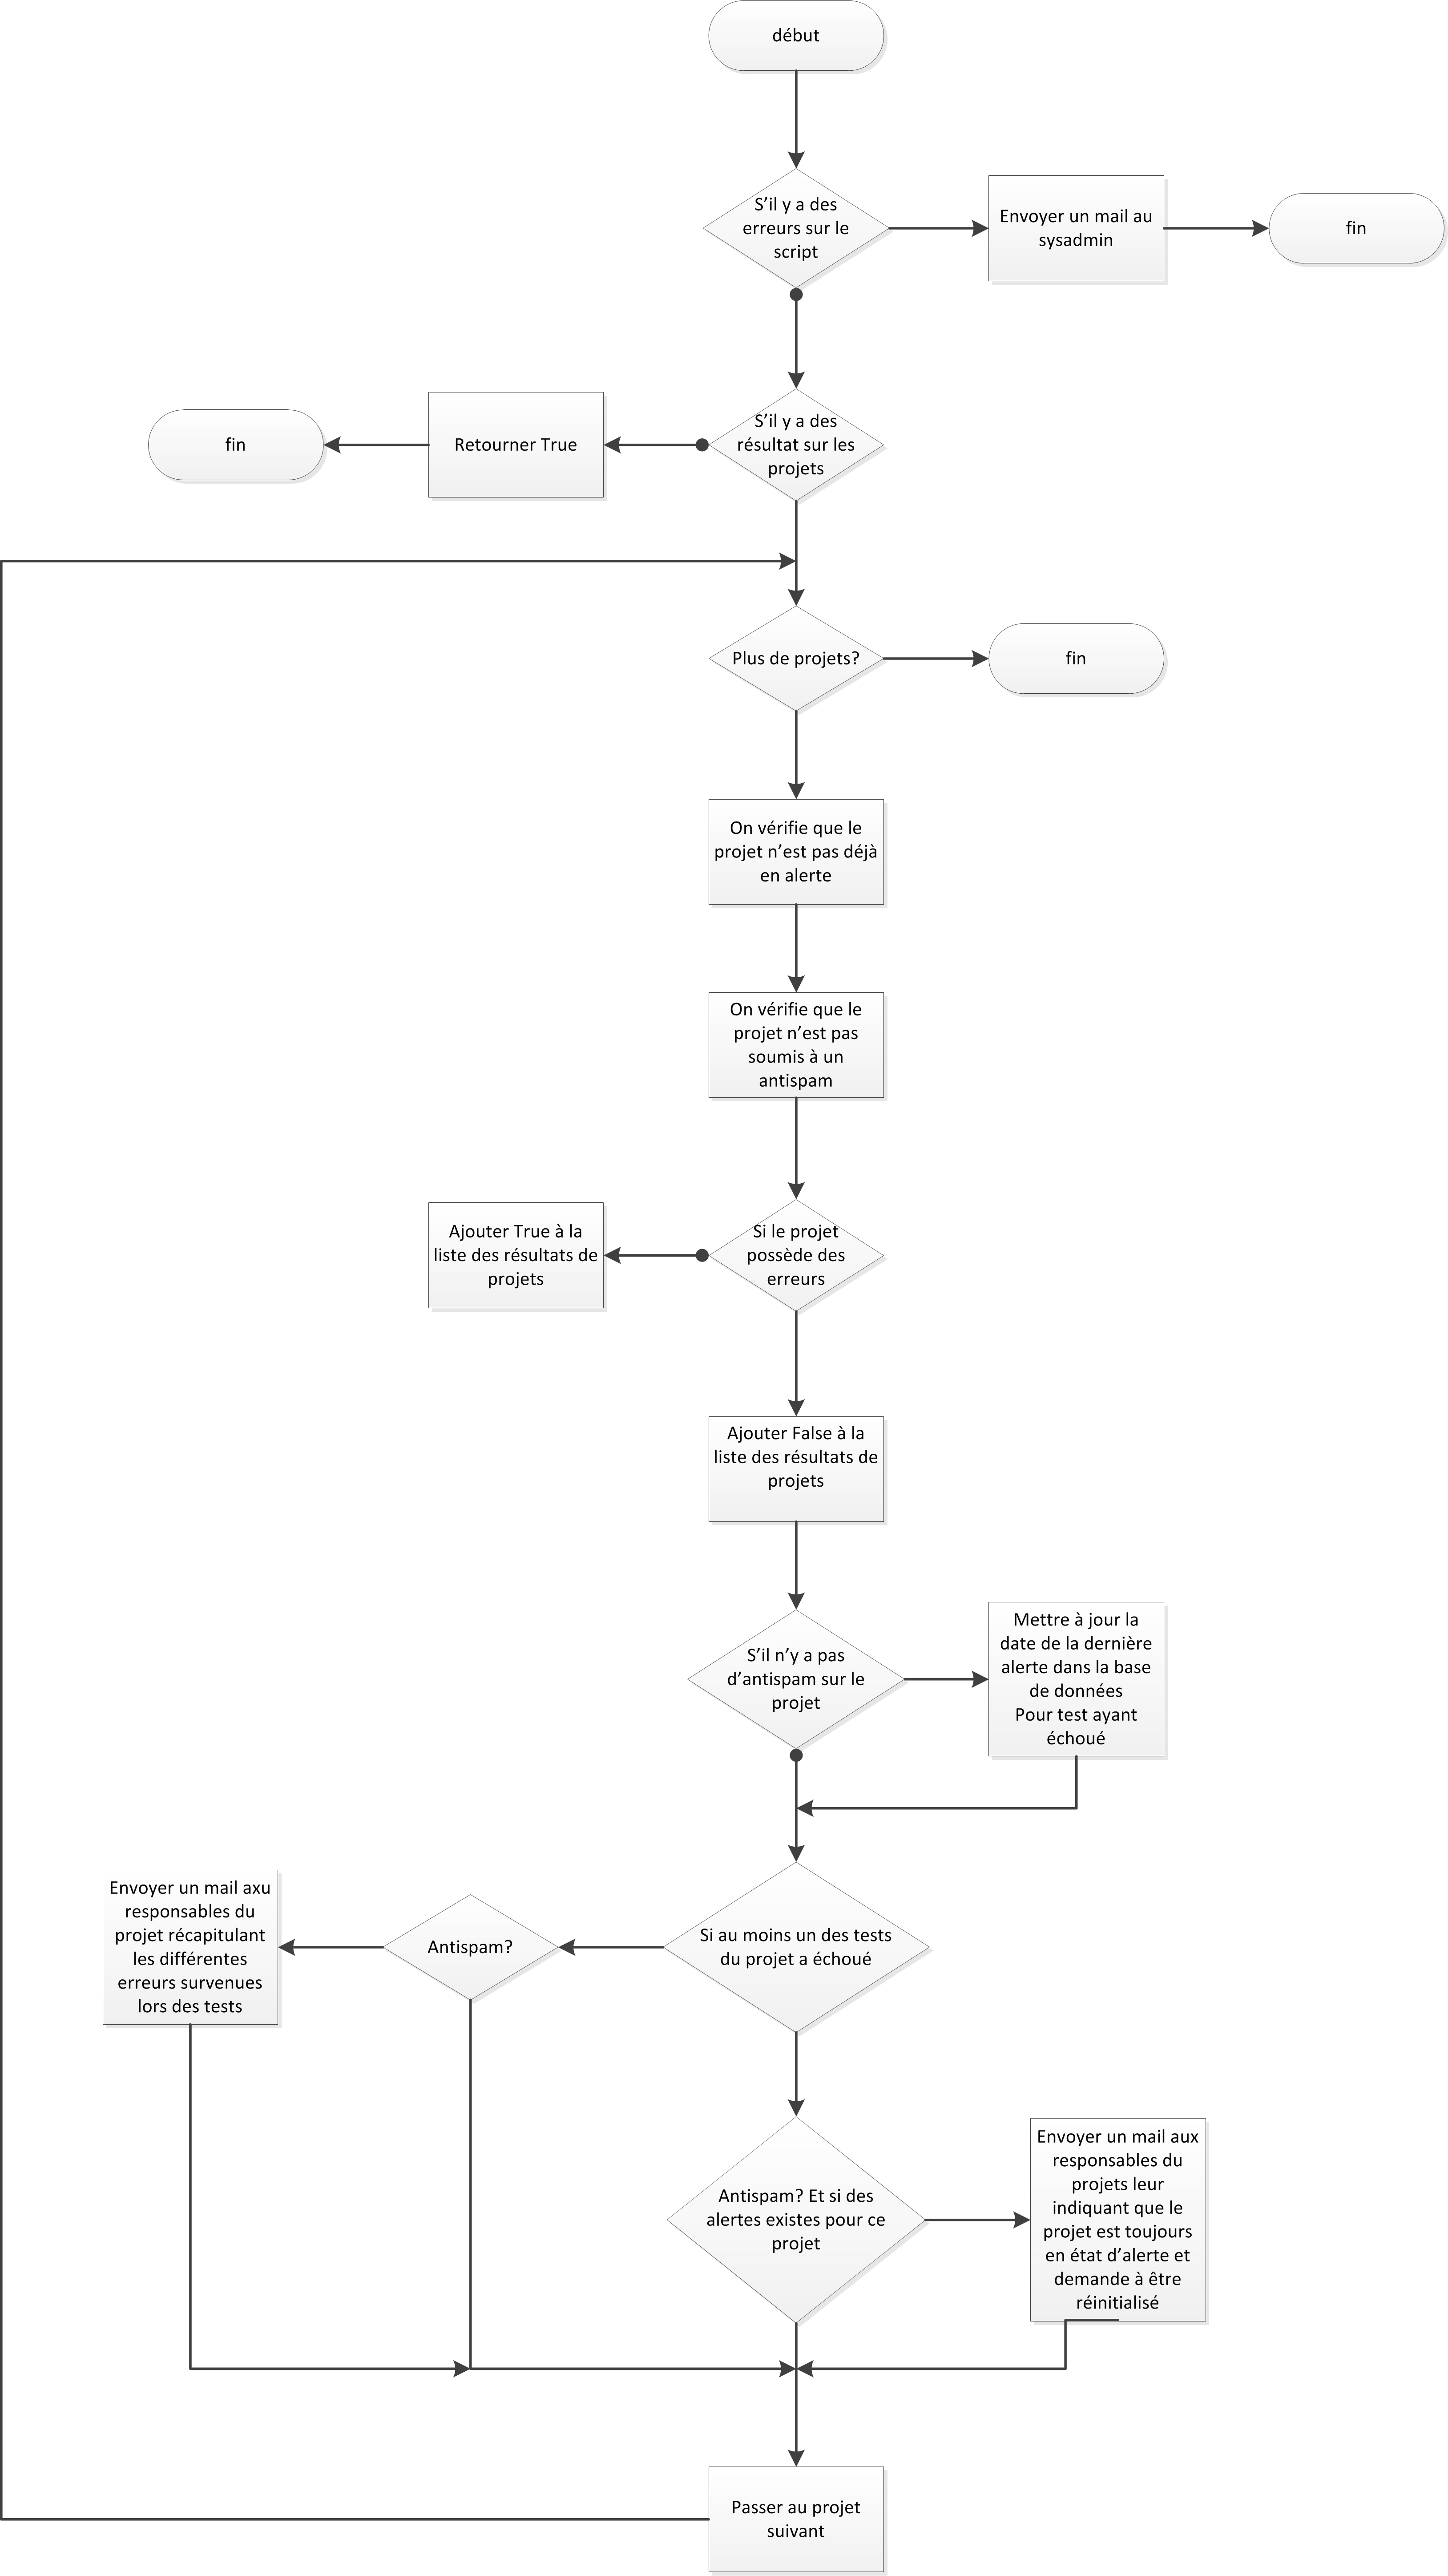 début
S’il y a des
erreurs sur le
script
Envoyer un mail au
sysadmin
fin
fin
Retourner True
S’il y a des
résultat sur les
projets
Plus de projets?
fin
On vérifie que le
projet n’est pas déjà
en alerte
On vérifie que le
projet n’est pas
soumis à un
antispam
Ajouter True à la
liste des résultats de
projets
Si le projet
possède des
erreurs
Ajouter False à la
liste des résultats de
projets
S’il n’y a pas
d’antispam sur le
projet
Mettre à jour la
date de la dernière
alerte dans la base
de données
Pour test ayant
échoué
Envoyer un mail axu
responsables du
projet récapitulant
les différentes
erreurs survenues
lors des tests
Antispam?
Si au moins un des tests
du projet a échoué
Antispam? Et si des
alertes existes pour ce
projet
Envoyer un mail aux
responsables du
projets leur
indiquant que le
projet est toujours
en état d’alerte et
demande à être
réinitialisé
Passer au projet
suivant